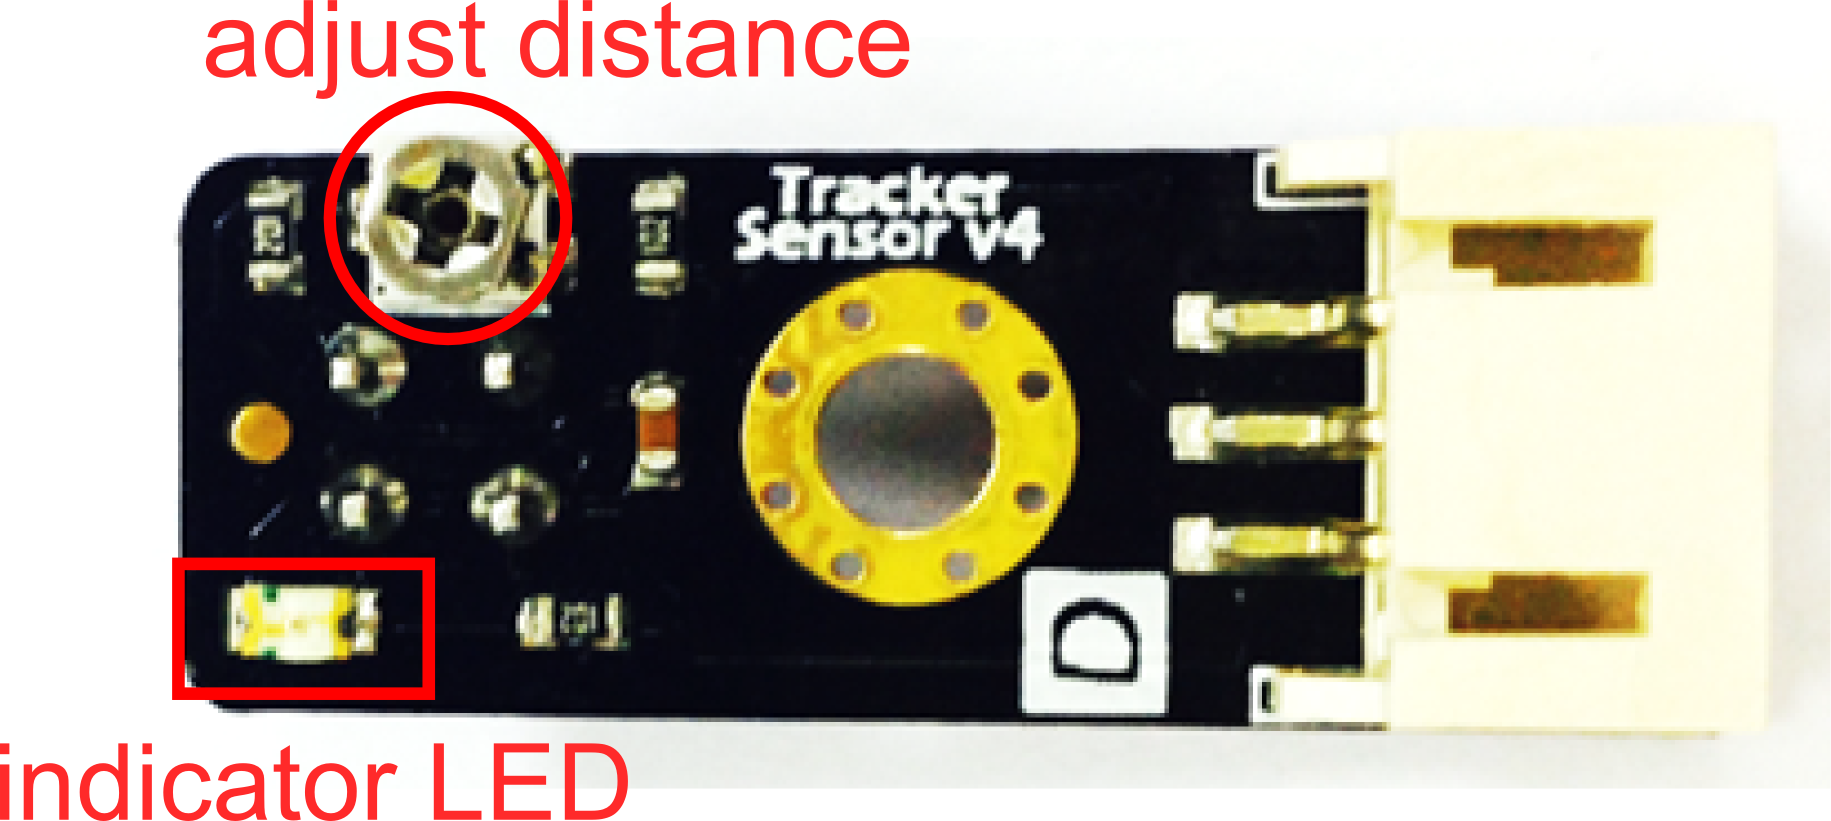 adjust distance
Tracker
Sensor v4
D
indicator LED